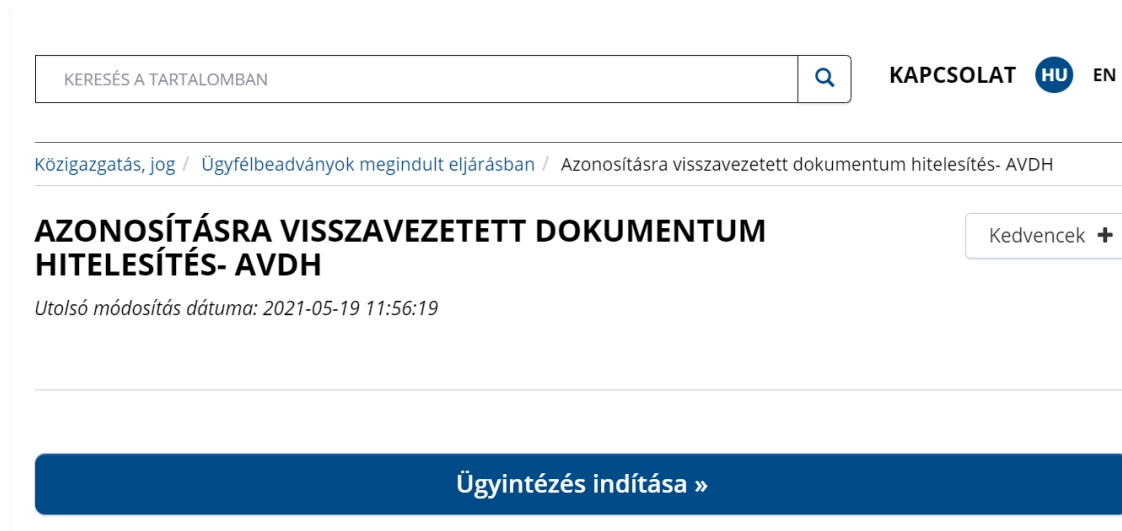 KERESÉS A TARTALOMBAN
KAPCSOLAT HU EN
Közigazgatás, jog / Ügyfélbeadványok megindult eljárásban / Azonosításra visszavezetett dokumentum hitelesítés- AVDH
AZONOSÍTÁSRA VISSZAVEZETETT DOKUMENTUM
HITELESÍTÉS- AVDH
Kedvencek +
Utolsó módosítás dátuma: 2021-05-19 11:56:19
Ügyintézés indítása »